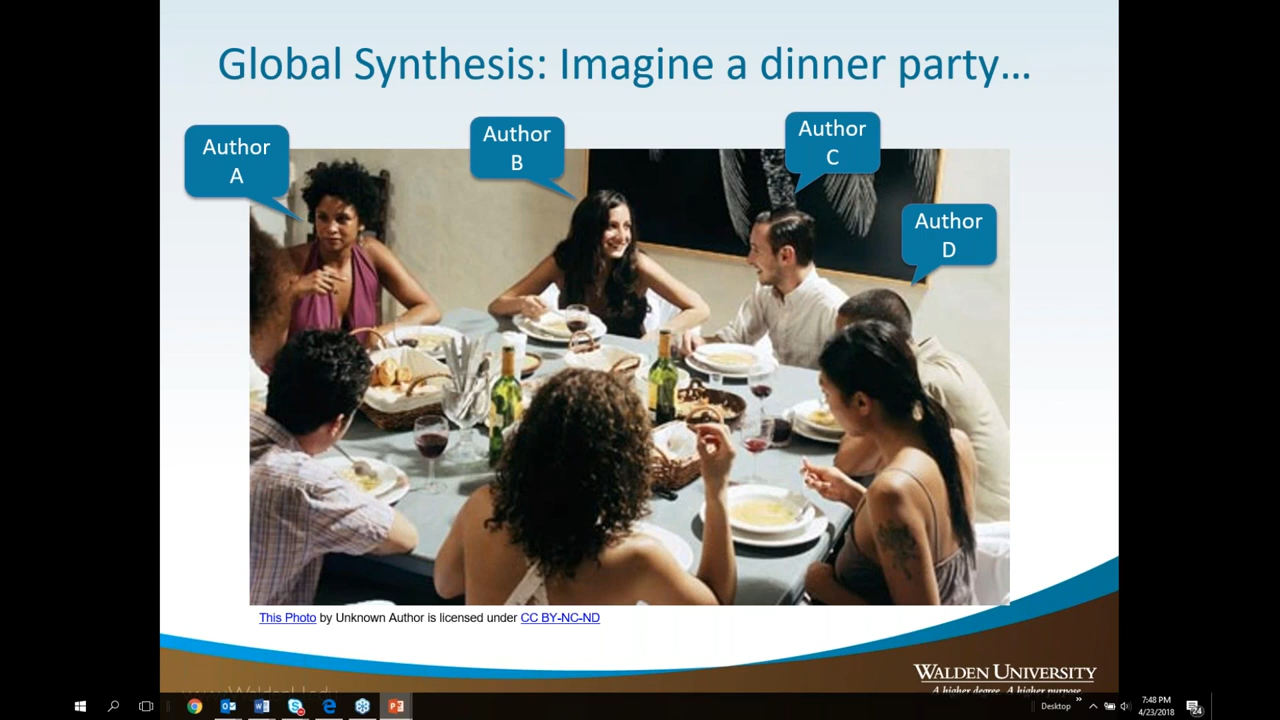 Global Synthesis: Imagine a dinner party...
Author
A
Author
B
Author
C
Author
D
This Photo by Unknown Author is licensed under CC BY-NC-ND
WALDEN UNIVERSITY
A higher degree. A higher purpose.
Desktop
7:48 PM
4/23/2018
24